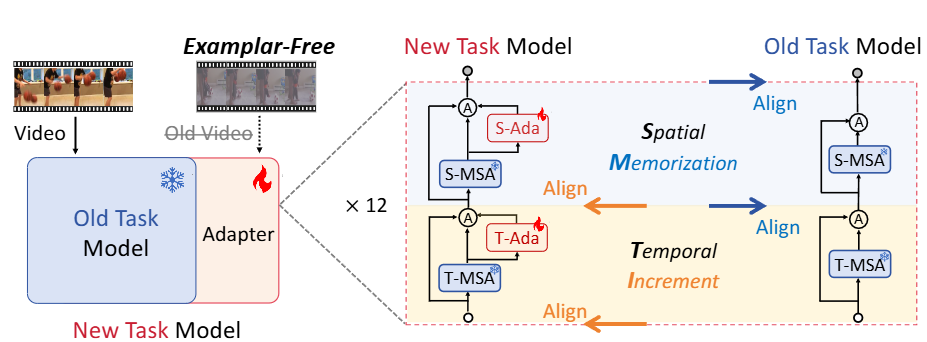 Examplar-Free
Video
Old Video
Old Task
Model
Adapter
New Task Model
× 12
New Task Model
Old Task Model
A
S-Ada
S-MSA
A
T-Ada
T-MSA
Spatial
Memorization
Align
Align
Align
Temporal
Increment
Align
A
S-MSA
A
T-MSA